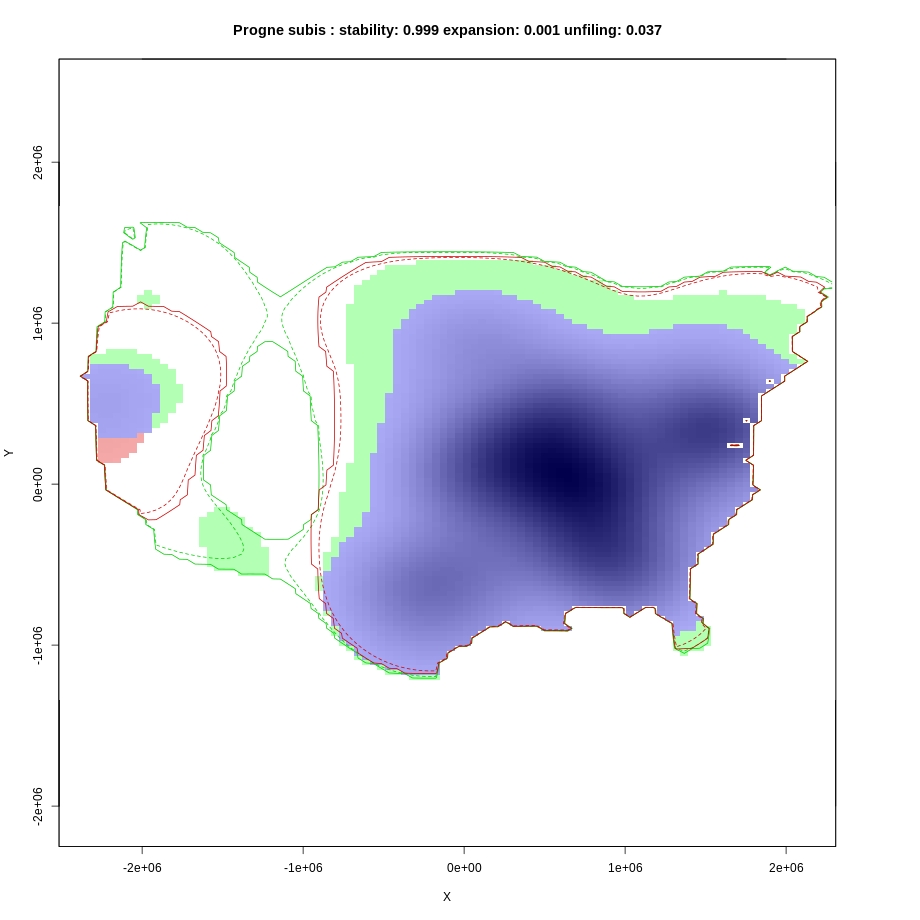 Progne subis : stability: 0.999 expansion: 0.001 unfiling: 0.037
2e+06
1e+06
Y
0e+00
-1e+06
-2e+06
-2e+06 -1e+06 0e+00 1e+06 2e+06
X